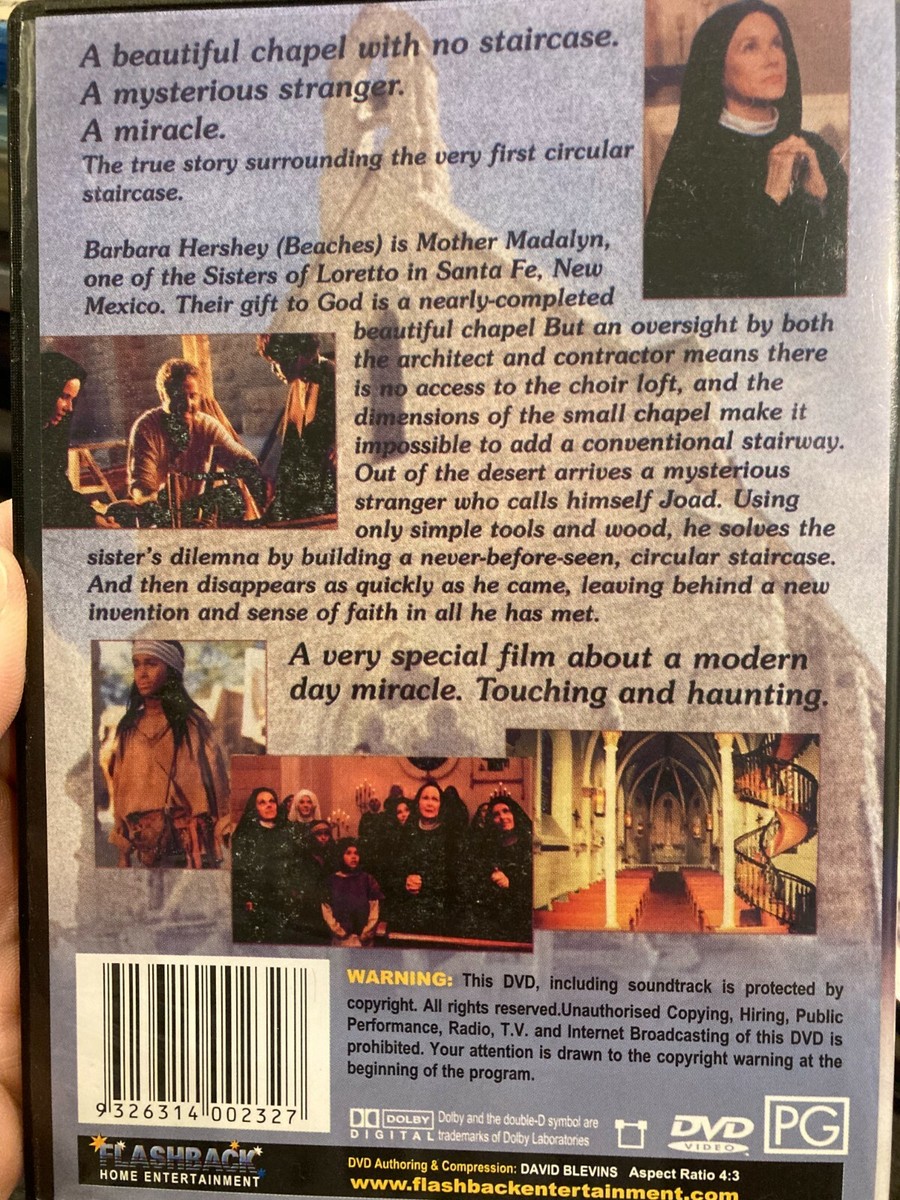 A beautiful chapel with no staircase.
A mysterious stranger.
A miracle.
The true story surrounding the very first circular
staircase.
Barbara Hershey (Beaches) is Mother Madalyn,
one of the Sisters of Loretto in Santa Fe, New
Mexico. Their gift to God is a nearly-completed
beautiful chapel But an oversight by both
the architect and contractor means there
is no access to the choir loft, and the
dimensions of the small chapel make it
impossible to add a conventional stairway.
Out of the desert arrives a mysterious
stranger who calls himself Joad. Using
only simple tools and wood, he solves the
sister's dilemna by building a never-before-seen, circular staircase.
And then disappears as quickly as he came, leaving behind a new
invention and sense of faith in all he has met.
A very special film about a modern
day miracle. Touching and haunting.
WARNING: This DVD, including soundtrack is protected by
copyright. All rights reserved.Unauthorised Copying, Hiring, Public
Performance, Radio, T.V. and Internet Broadcasting of this DVD is
prohibited. Your attention is drawn to the copyright warning at the
beginning of the program.
9 326314 002327
DOLBY
DIGITAL
Dolby and the double-D symbol are
trademarks of Dolby Laboratories
DVD
VIDEO
PG
FLASHBACK
HOME ENTERTAINMENT
DVD Authoring & Compression: DAVID BLEVINS Aspect Ratio 4:3
www.flashbackentertainment.com